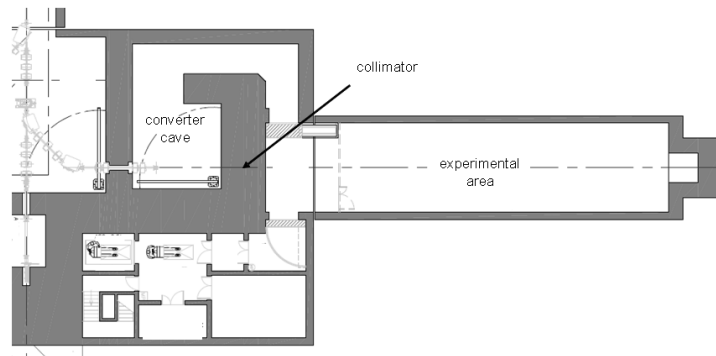 collimator
converter
cave
experimental
area